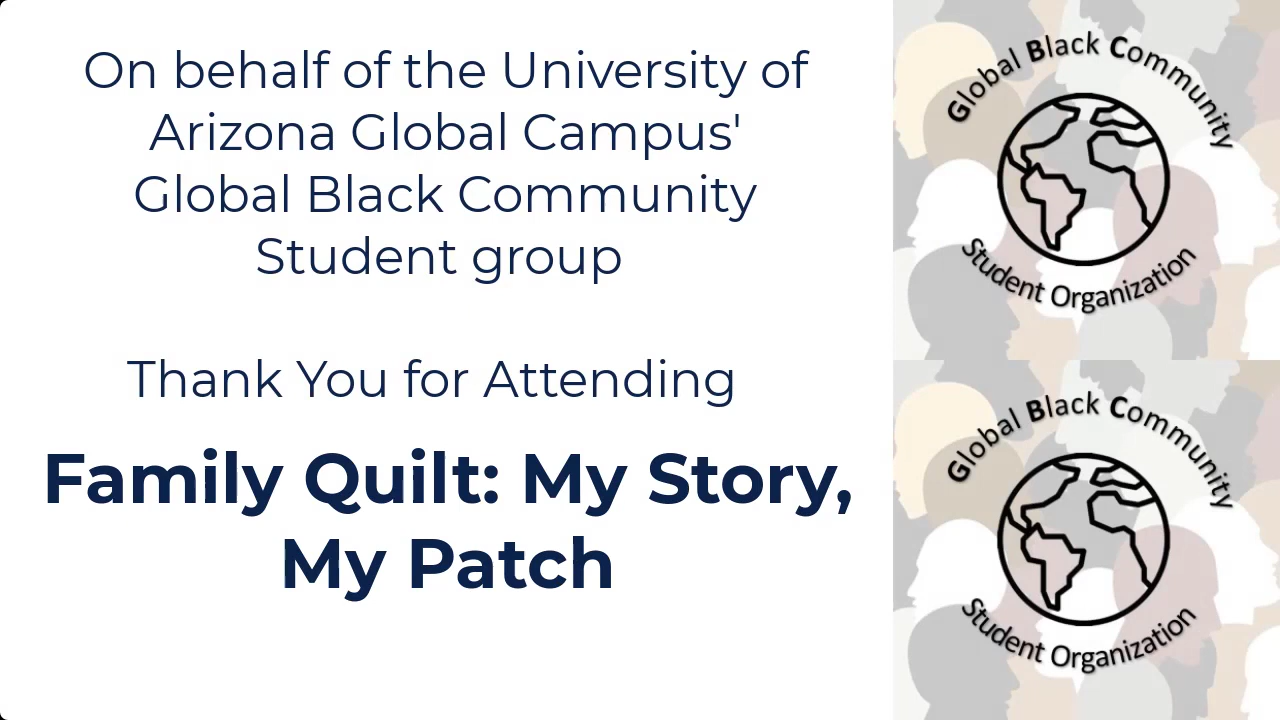 On behalf of the University of
Arizona Global Campus'
Global Black Community
Student group
Thank You for Attending
Family Quilt: My Story,
My Patch
Global Black Community
Student Organization
Global Black Community
Student Organization